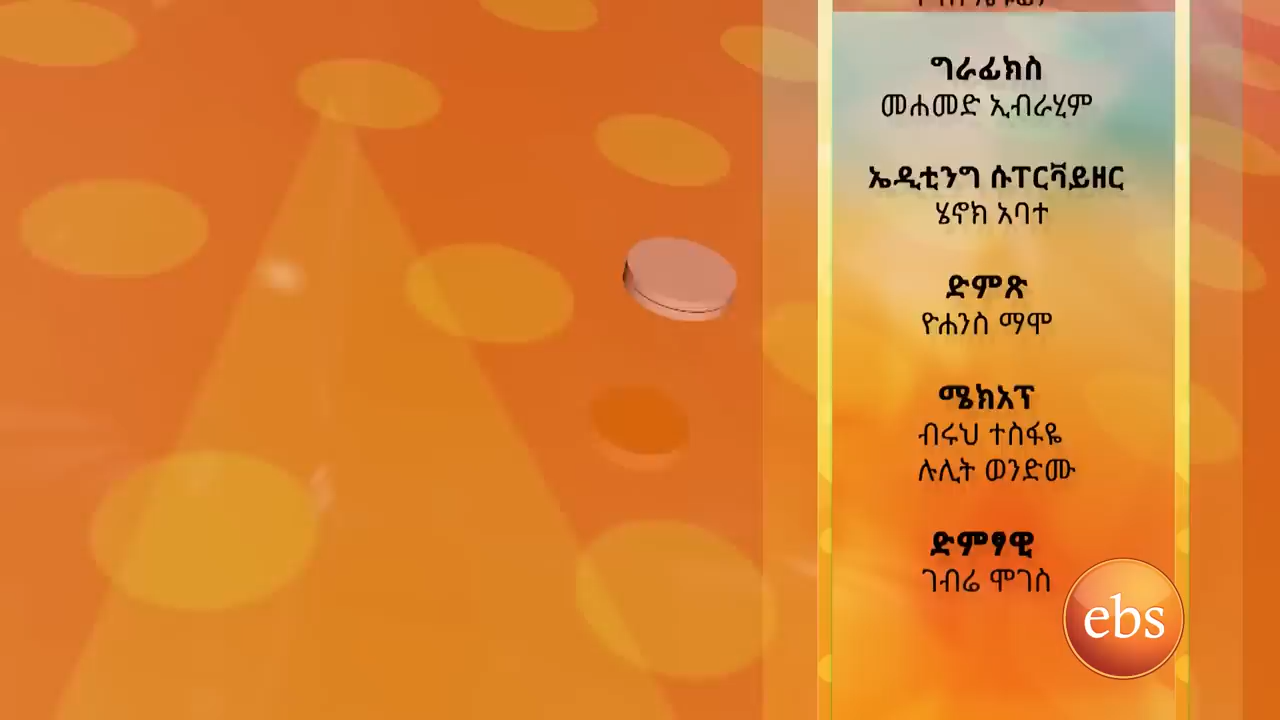 ግራፊክስ
መሐመድ ኢብራሂም
ኤዲቲንግ ሱፐርቫይዘር
ሄኖክ አባተ
ድምጽ
ዮሐንስ ማሞ
ሜክአፕ
ብሩህ ተስፋዬ
ሉሊት ወንድሙ
ድምፃዊ
ገብሬ ሞገስ
ebs